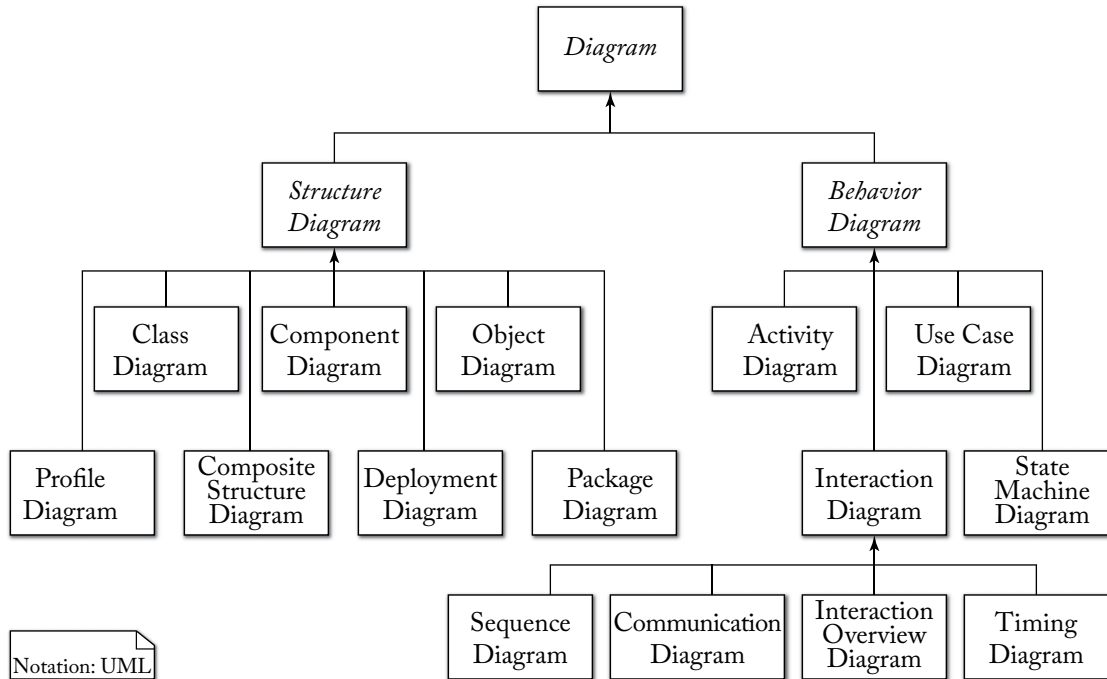 Diagram
Structure
Diagram
Behavior
Diagram
Class
Diagram
Component
Diagram
Object
Diagram
Activity
Diagram
Use Case
Diagram
Profile
Diagram
Composite
Structure
Diagram
Deployment
Diagram
Package
Diagram
Interaction
Diagram
State
Machine
Diagram
Sequence
Diagram
Communication
Diagram
Interaction
Overview
Diagram
Timing
Diagram
Notation: UML